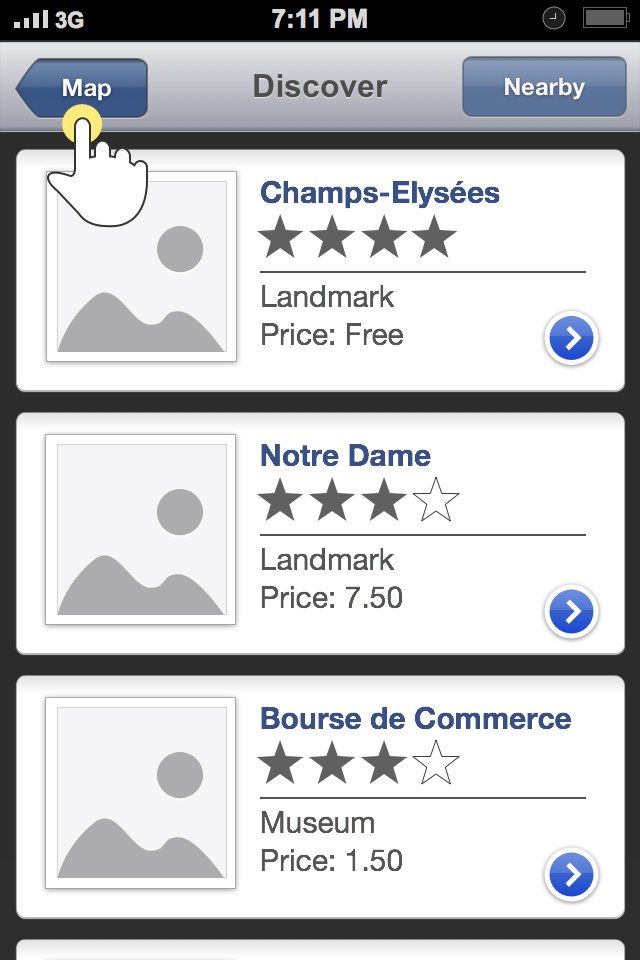 3G 7:11 PM
Map Discover Nearby
Champs-Elysées
Landmark
Price: Free
Notre Dame
Landmark
Price: 7.50
Bourse de Commerce
Museum
Price: 1.50